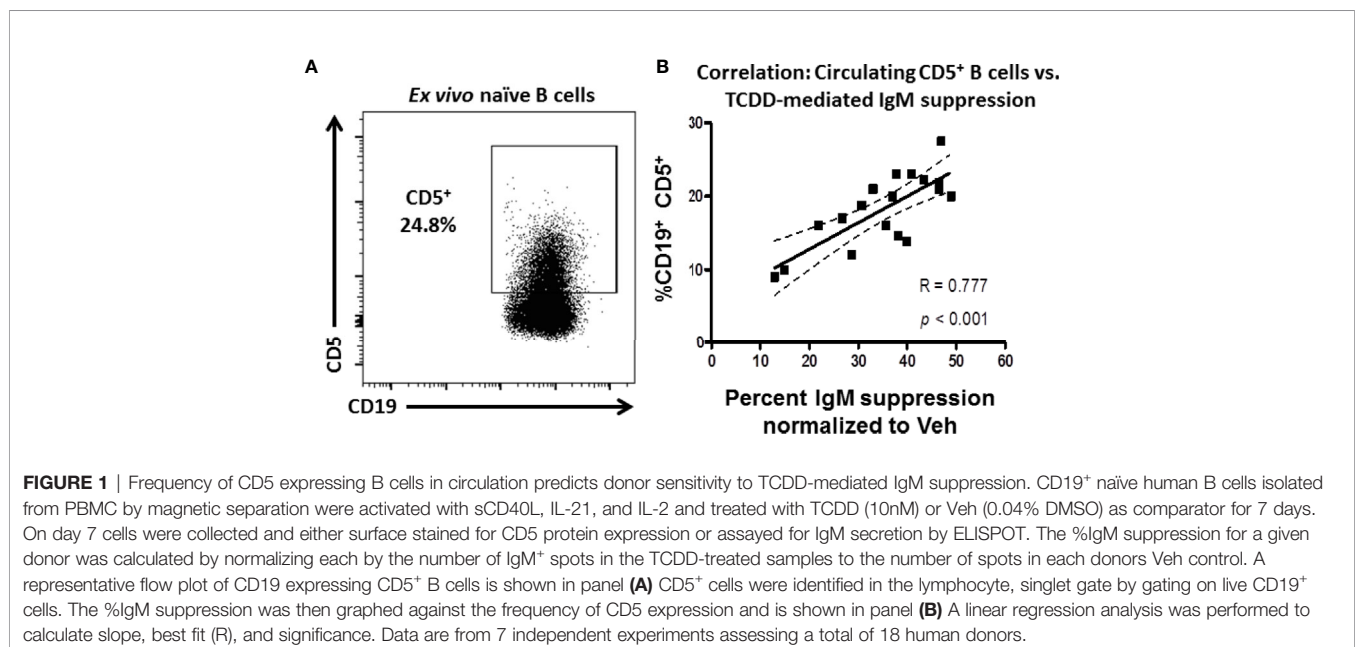 A
Ex vivo naïve B cells
CD5⁺
24.8%
CD5
CD19
B
Correlation: Circulating CD5⁺ B cells vs.
TCDD-mediated IgM suppression
%CD19⁺ CD5⁺
30
20
10
0
R = 0.777
p < 0.001
0 10 20 30 40 50 60
Percent IgM suppression
normalized to Veh
FIGURE 1 | Frequency of CD5 expressing B cells in circulation predicts donor sensitivity to TCDD-mediated IgM suppression. CD19⁺ naïve human B cells isolated
from PBMC by magnetic separation were activated with sCD40L, IL-21, and IL-2 and treated with TCDD (10nM) or Veh (0.04% DMSO) as comparator for 7 days.
On day 7 cells were collected and either surface stained for CD5 protein expression or assayed for IgM secretion by ELISPOT. The %IgM suppression for a given
donor was calculated by normalizing each by the number of IgM⁺ spots in the TCDD-treated samples to the number of spots in each donors Veh control. A
representative flow plot of CD19 expressing CD5⁺ B cells is shown in panel (A) CD5⁺ cells were identified in the lymphocyte, singlet gate by gating on live CD19⁺
cells. The %IgM suppression was then graphed against the frequency of CD5 expression and is shown in panel (B) A linear regression analysis was performed to
calculate slope, best fit (R), and significance. Data are from 7 independent experiments assessing a total of 18 human donors.